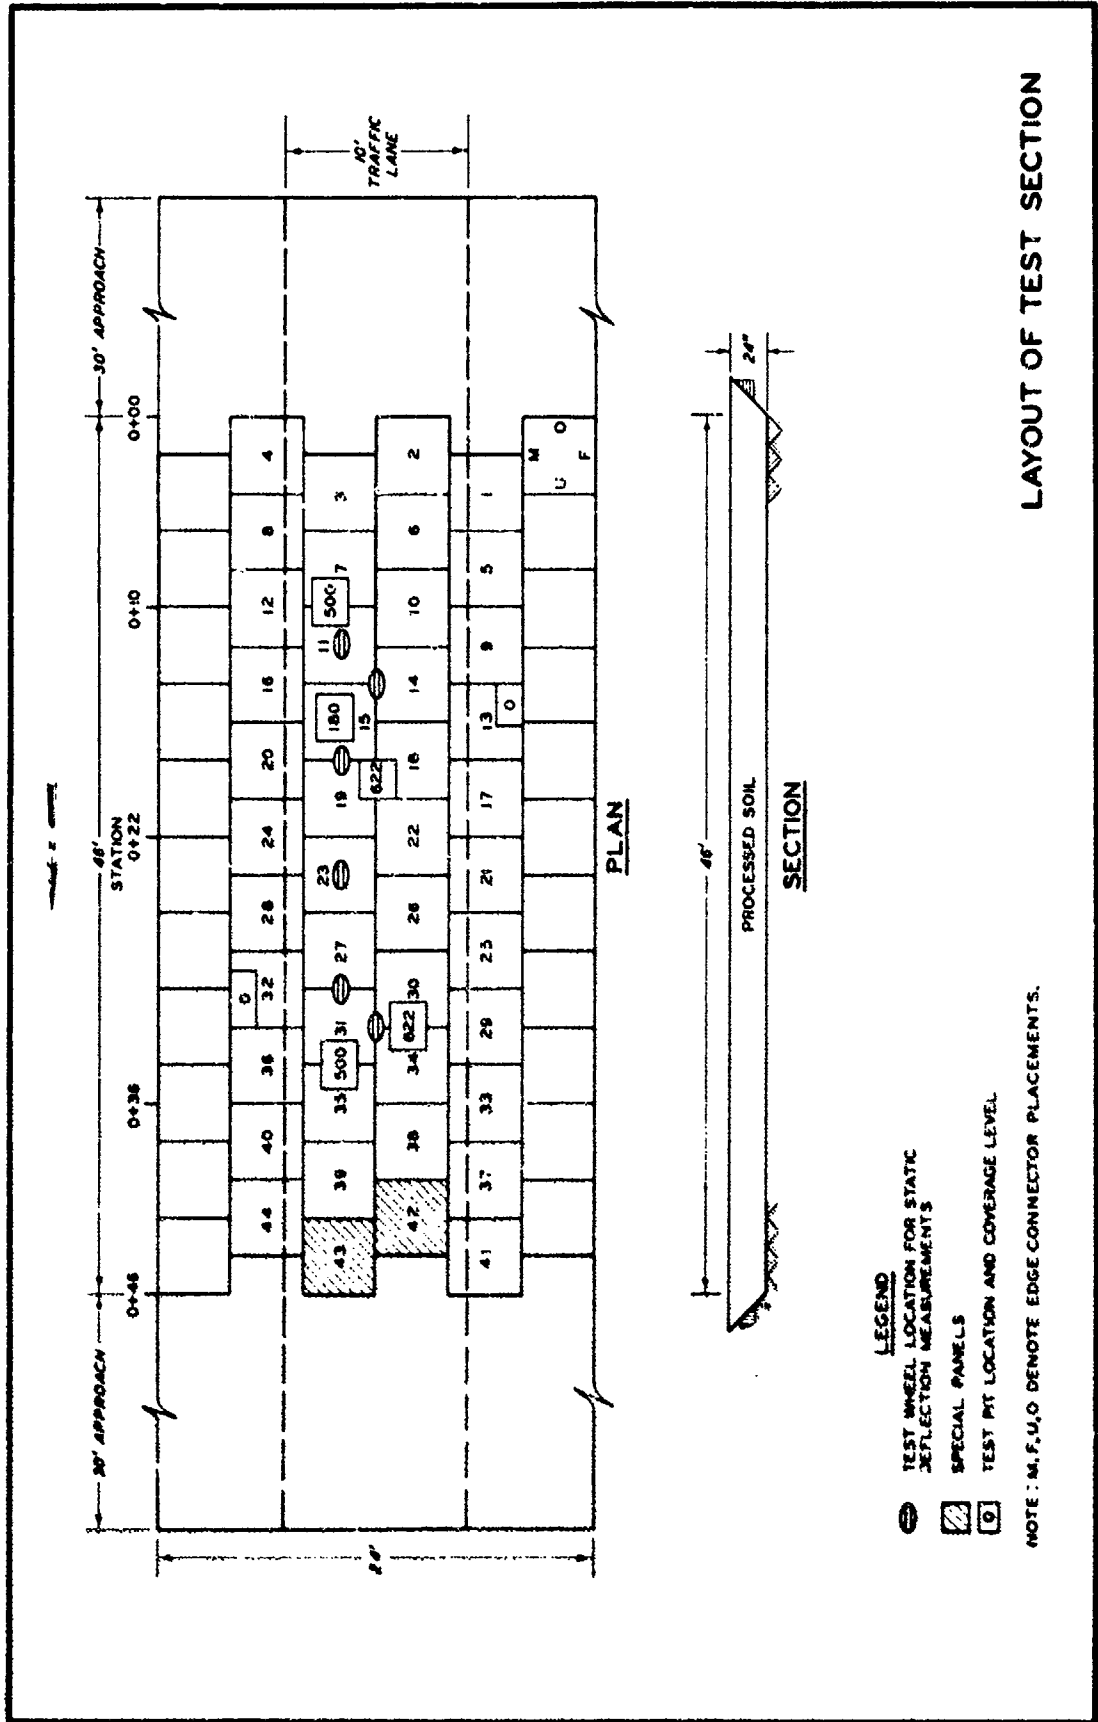 30' APPROACH
46'
30' APPROACH
STATION
0+46 0+36 0+22 0+10 0+00
24'
10'
TRAFFIC
LANE
0
44 40 36 32 28 24 20 16 12 8 4
500 180 500
43 39 35 31 27 23 19 15 11 7 3
622 622
42 38 34 30 26 22 18 14 10 6 2
41 37 33 29 25 21 17 13 9 5 1
0
M
U O
F
PLAN
46'
24"
PROCESSED SOIL
SECTION
LEGEND
TEST WHEEL LOCATION FOR STATIC
DEFLECTION MEASUREMENTS
SPECIAL PANELS
0 TEST PIT LOCATION AND COVERAGE LEVEL
NOTE: M,F,U,O DENOTE EDGE CONNECTOR PLACEMENTS.
LAYOUT OF TEST SECTION